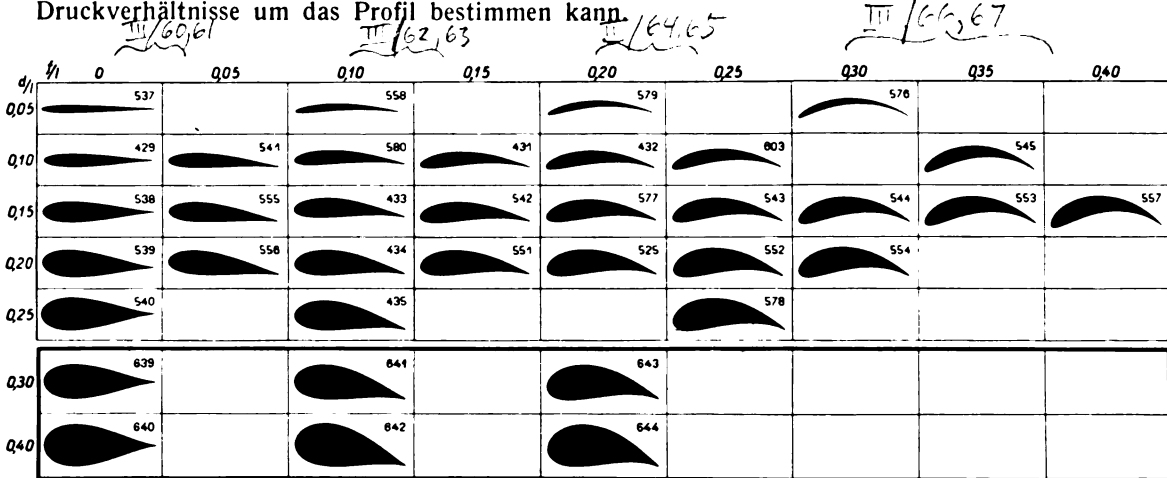 Druckverhältnisse um das Profil bestimmen kann.
III/60,61 III/62,63 II/64,65 III/66,67
d/l f/l 0 0,05 0,10 0,15 0,20 0,25 0,30 0,35 0,40
0,05 537 558 579 576
0,10 429 541 580 431 432 603 545
0,15 538 555 433 542 577 543 544 553 557
0,20 539 556 434 551 525 552 554
0,25 540 435 578
0,30 639 641 643
0,40 640 642 644